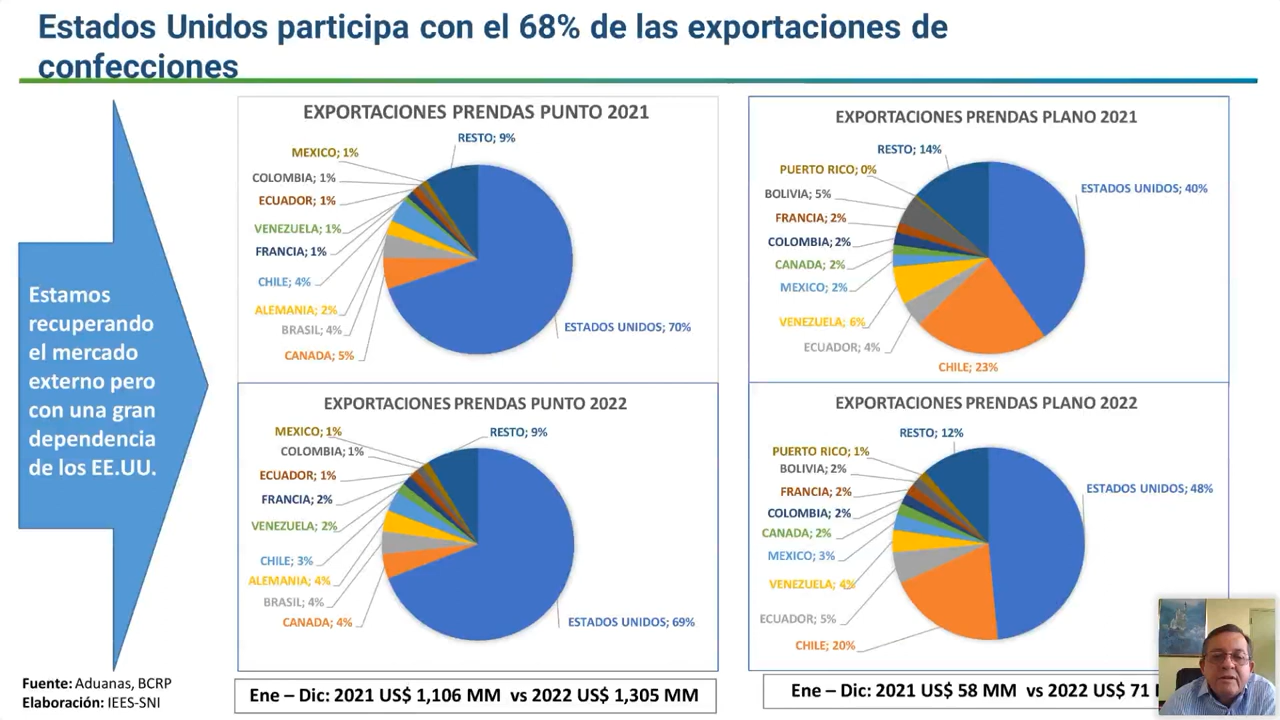 Estados Unidos participa con el 68% de las exportaciones de
confecciones
Estamos
recuperando
el mercado
externo pero
con una gran
dependencia
de los EE.UU.
EXPORTACIONES PRENDAS PUNTO 2021
RESTO; 9%
MEXICO; 1%
COLOMBIA; 1%
ECUADOR; 1%
VENEZUELA; 1%
FRANCIA; 1%
CHILE; 4%
ALEMANIA; 2%
BRASIL; 4%
CANADA; 5%
ESTADOS UNIDOS; 70%
EXPORTACIONES PRENDAS PLANO 2021
RESTO; 14%
PUERTO RICO; 0%
BOLIVIA; 5%
FRANCIA; 2%
COLOMBIA; 2%
CANADA; 2%
MEXICO; 2%
VENEZUELA; 6%
ECUADOR; 4%
CHILE; 23%
ESTADOS UNIDOS; 40%
EXPORTACIONES PRENDAS PUNTO 2022
RESTO; 9%
MEXICO; 1%
COLOMBIA; 1%
ECUADOR; 1%
FRANCIA; 2%
VENEZUELA; 2%
CHILE; 3%
ALEMANIA; 4%
BRASIL; 4%
CANADA; 4%
ESTADOS UNIDOS; 69%
EXPORTACIONES PRENDAS PLANO 2022
RESTO; 12%
PUERTO RICO; 1%
BOLIVIA; 2%
FRANCIA; 2%
COLOMBIA; 2%
CANADA; 2%
MEXICO; 3%
VENEZUELA; 4%
ECUADOR; 5%
CHILE; 20%
ESTADOS UNIDOS; 48%
Fuente: Aduanas, BCRP
Elaboración: IEES-SNI
Ene – Dic: 2021 US$ 1,106 MM vs 2022 US$ 1,305 MM
Ene – Dic: 2021 US$ 58 MM vs 2022 US$ 71